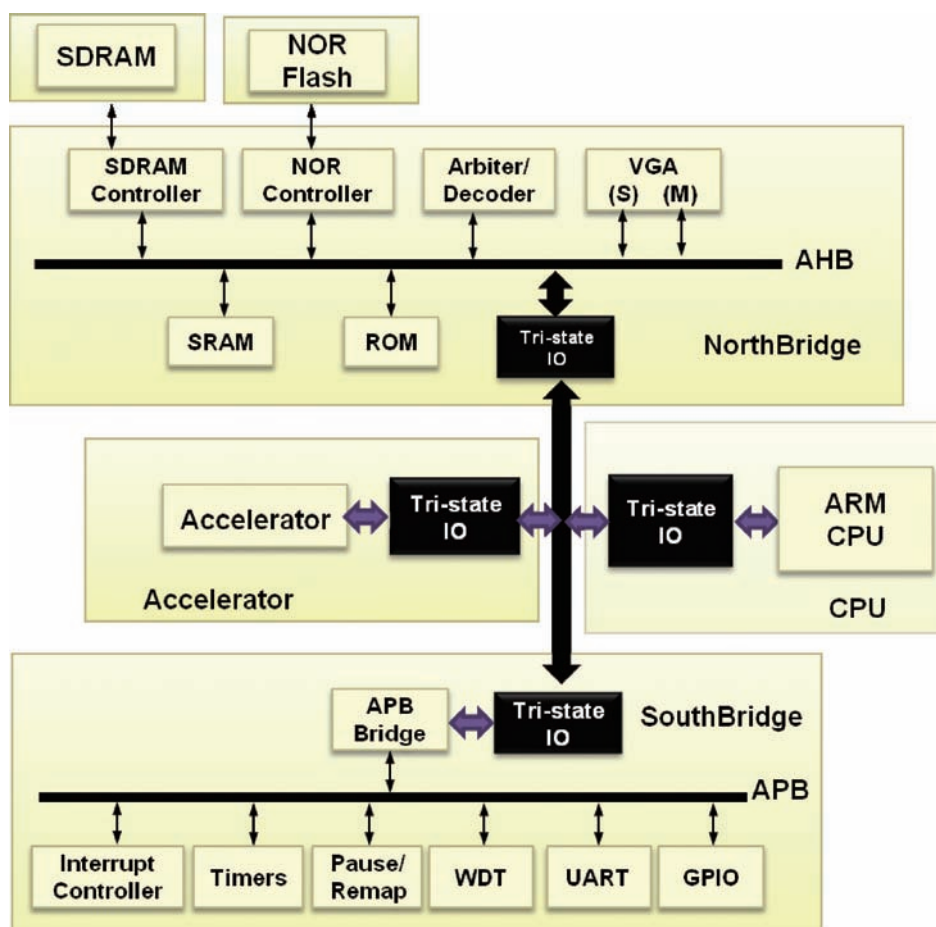 SDRAM
NOR
Flash
SDRAM
Controller
NOR
Controller
Arbiter/
Decoder
VGA
(S) (M)
AHB
SRAM
ROM
Tri-state
IO
NorthBridge
Accelerator
Tri-state
IO
Tri-state
IO
ARM
CPU
Accelerator
CPU
APB
Bridge
Tri-state
IO
SouthBridge
APB
Interrupt
Controller
Timers
Pause/
Remap
WDT
UART
GPIO